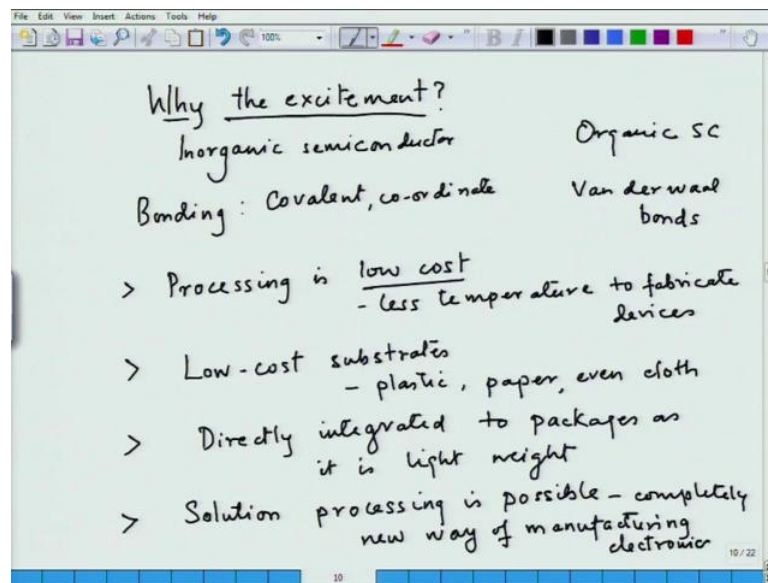 File Edit View Insert Actions Tools Help
100%
B I
Why the excitement?
Inorganic semiconductor Organic SC
Bonding : Covalent, co-ordinate Van der waal
bonds
> Processing is low cost
- less temperature to fabricate
devices
> Low-cost substrates
- plastic, paper, even cloth
> Directly integrated to packages as
it is light weight
> Solution processing is possible - completely
new way of manufacturing
electronics
10 / 22
10